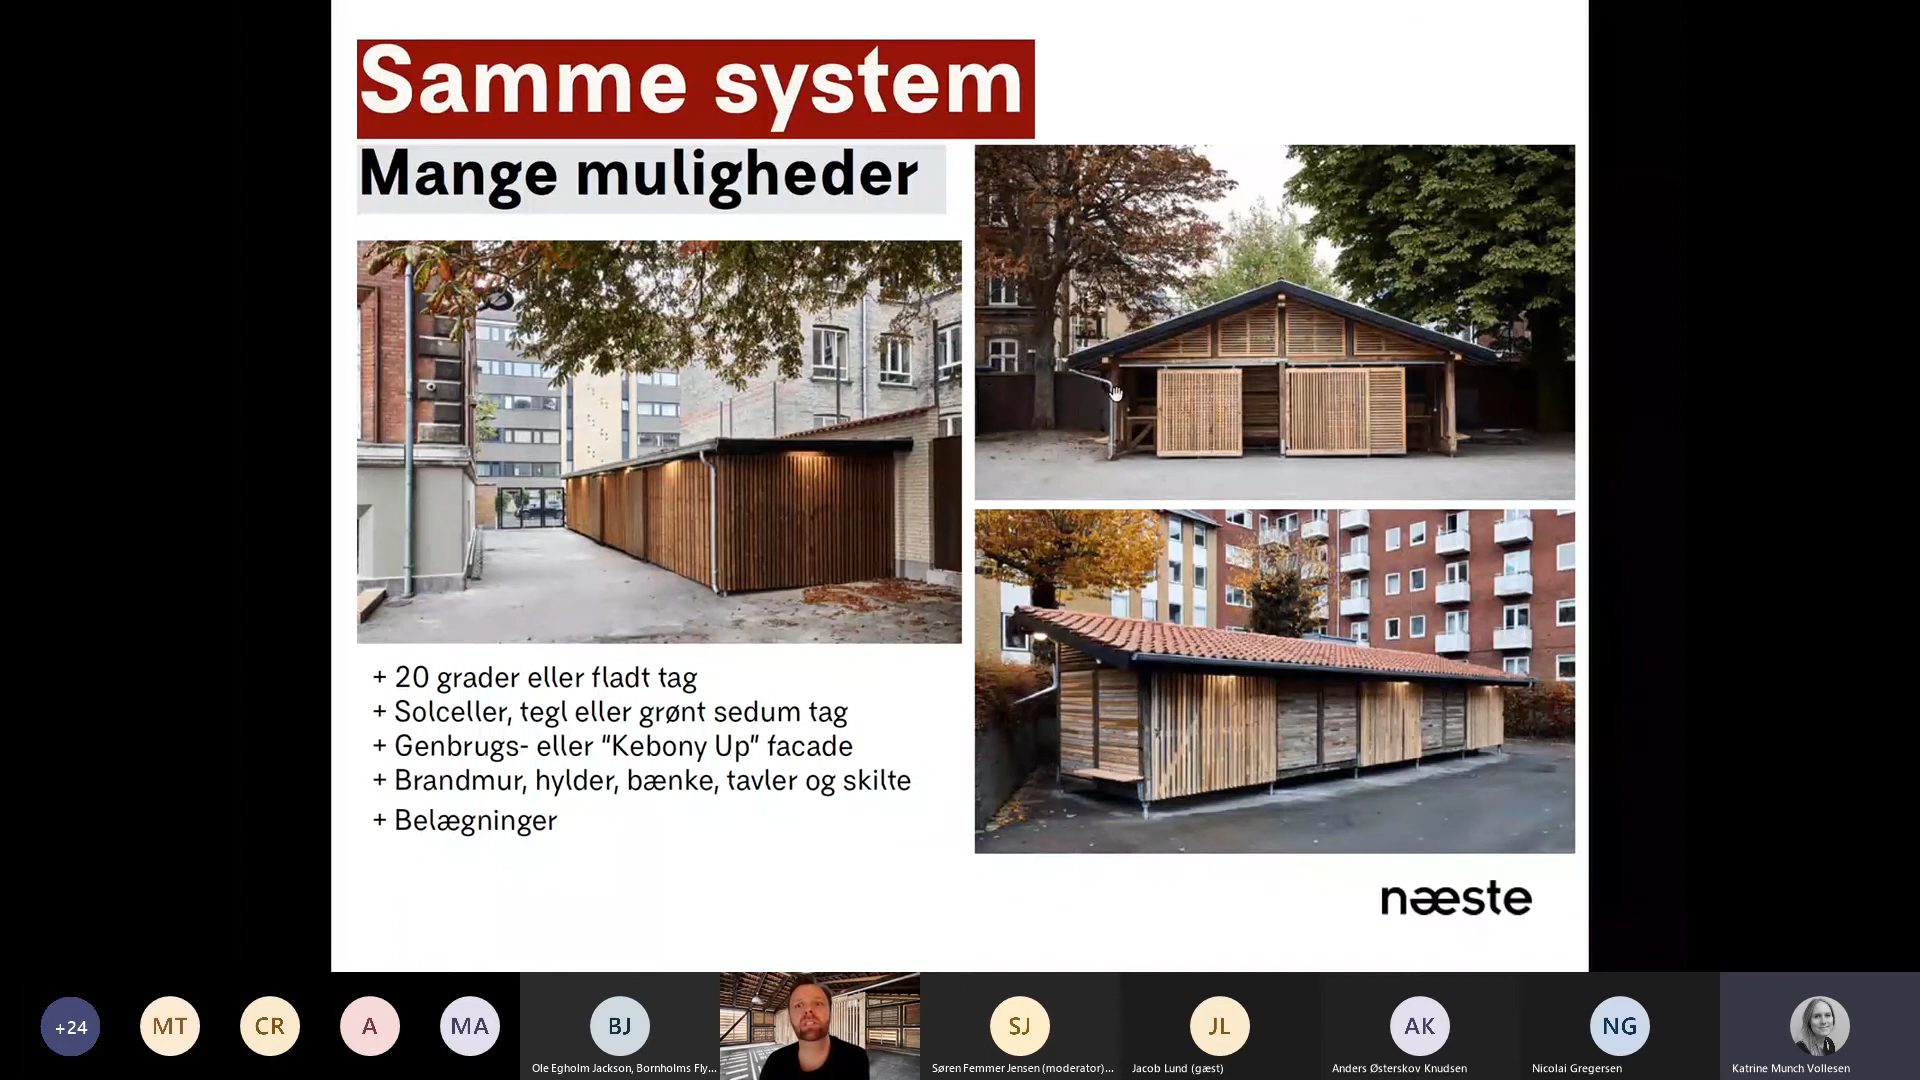 Samme system
Mange muligheder
+ 20 grader eller fladt tag
+ Solceller, tegl eller grønt sedum tag
+ Genbrugs- eller “Kebony Up” facade
+ Brandmur, hylder, bænke, tavler og skilte
+ Belægninger
næste
+24
MT
CR
A
MA
BJ
SJ
JL
AK
NG
Ole Egholm Jackson, Bornholms Fly...
Søren Femmer Jensen (moderator)...
Jacob Lund (gæst)
Anders Østerskov Knudsen
Nicolai Gregersen
Katrine Munch Vollesen